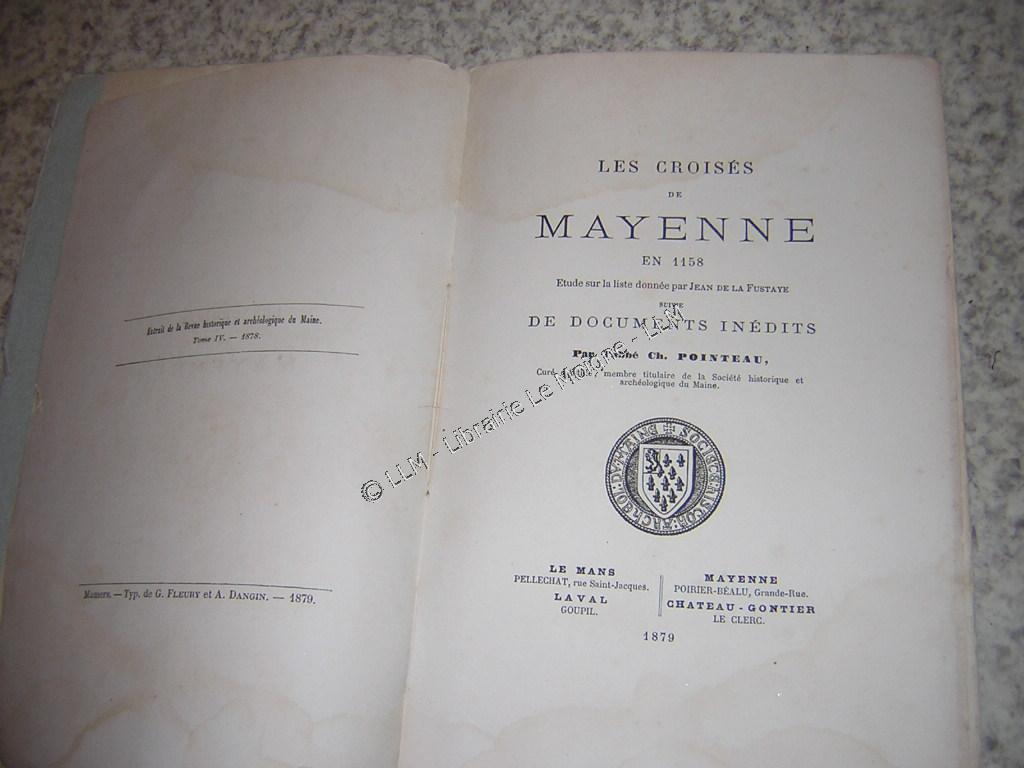 Extrait de la Revue historique et archéologique du Maine.
Tome IV. — 1878.
Mamers. — Typ. de G. FLEURY et A. DANGIN. — 1879.
LES CROISÉS
DE
MAYENNE
EN 1158
Etude sur la liste donnée par JEAN DE LA FUSTAYE
SUIVIE
DE DOCUMENTS INÉDITS
Par l'abbé Ch. POINTEAU,
Curé membre titulaire de la Société historique et
archéologique du Maine.
LE MANS
PELLECHAT, rue Saint-Jacques.
LAVAL
GOUPIL.
MAYENNE
POIRIER-BÉALU, Grande-Rue.
CHATEAU-GONTIER
LE CLERC.
1879
© LLM - Librairie Le Moigne - LLM